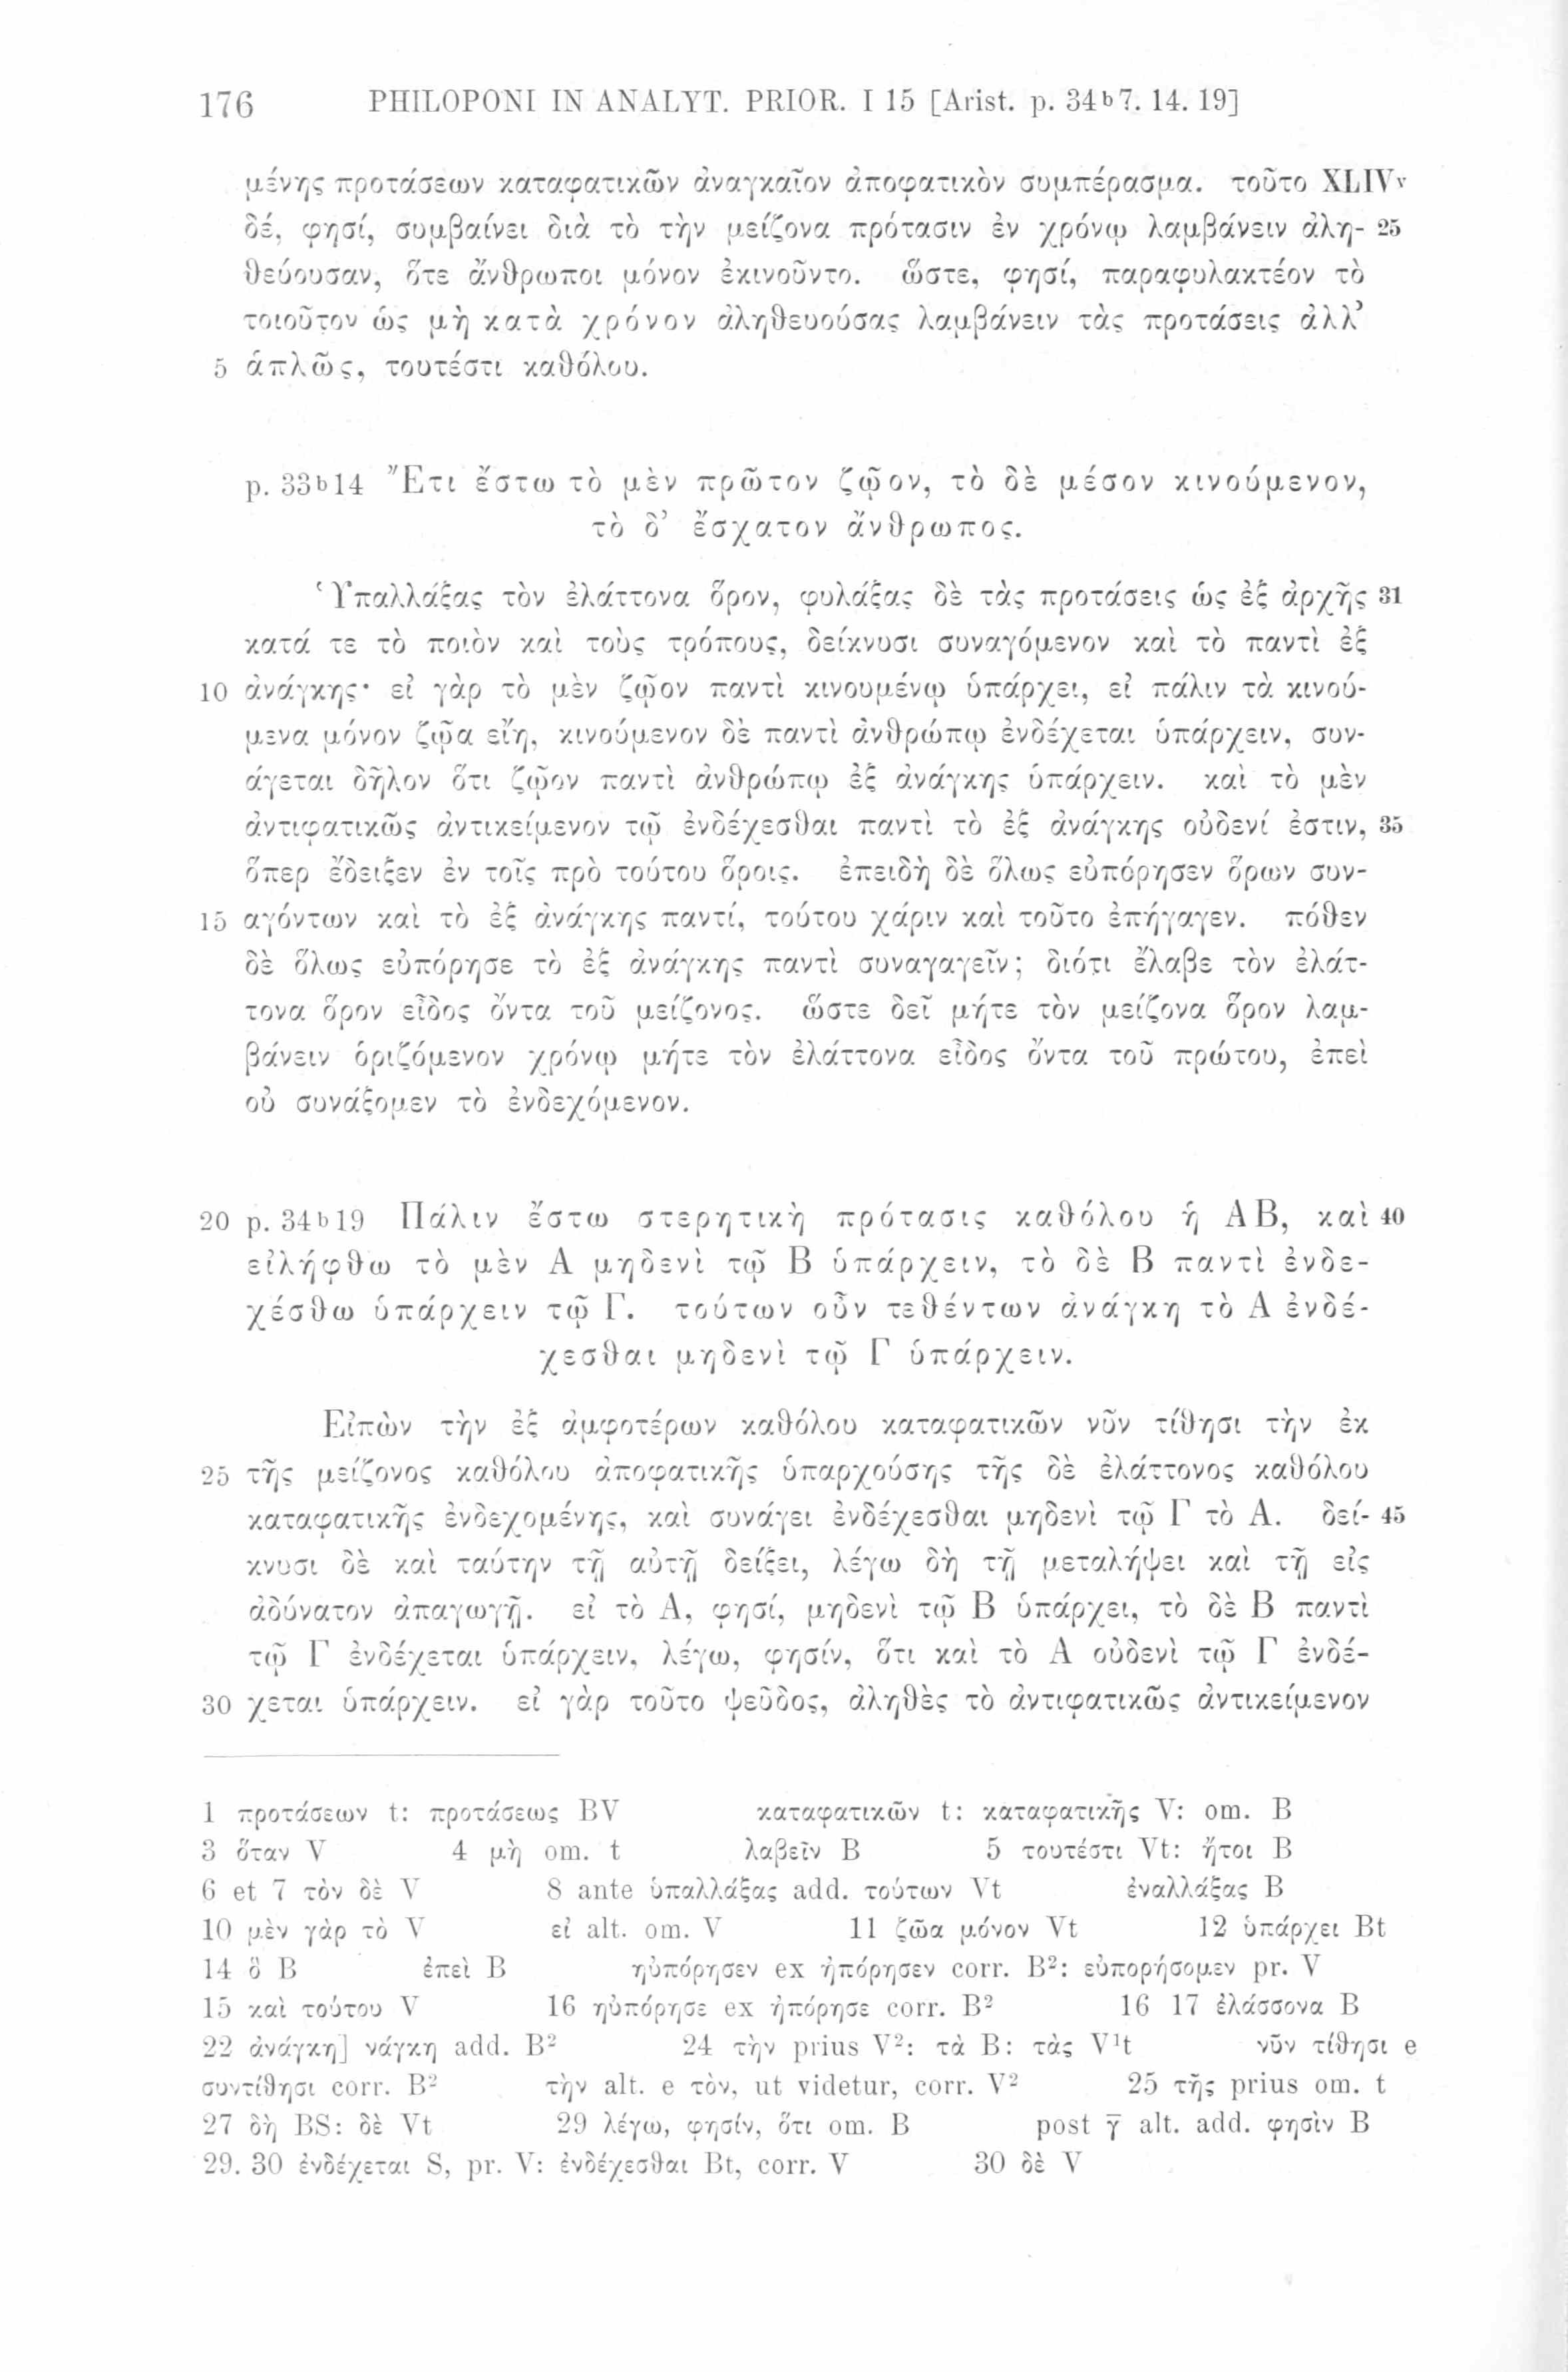 176 PHILOPONI IN ANALYT. PRIOR. I 15 [Arist. p. 34ᵇ7. 14. 19]
μένης προτάσεων καταφατικῶν ἀναγκαῖον ἀποφατικὸν συμπέρασμα. τοῦτο XLIVᵛ
δέ, φησί, συμβαίνει διὰ τὸ τὴν μείζονα πρότασιν ἐν χρόνῳ λαμβάνειν ἀλη- 25
θεύουσαν, ὅτε ἄνθρωποι μόνον ἐκινοῦντο. ὥστε, φησί, παραφυλακτέον τὸ
τοιοῦτον ὡς μὴ κατὰ χρόνον ἀληθευούσας λαμβάνειν τὰς προτάσεις ἀλλ’
5 ἁπλῶς, τουτέστι καθόλου.
p. 33ᵇ14 Ἔτι ἔστω τὸ μὲν πρῶτον ζῷον, τὸ δὲ μέσον κινούμενον,
τὸ δ’ ἔσχατον ἄνθρωπος.
Ὑπαλλάξας τὸν ἐλάττονα ὅρον, φυλάξας δὲ τὰς προτάσεις ὡς ἐξ ἀρχῆς 31
κατά τε τὸ ποιὸν καὶ τοὺς τρόπους, δείκνυσι συναγόμενον καὶ τὸ παντὶ ἐξ
10 ἀνάγκης· εἰ γὰρ τὸ μὲν ζῷον παντὶ κινουμένῳ ὑπάρχει, εἰ πάλιν τὰ κινού-
μενα μόνον ζῷα εἴη, κινούμενον δὲ παντὶ ἀνθρώπῳ ἐνδέχεται ὑπάρχειν, συν-
άγεται δῆλον ὅτι ζῷον παντὶ ἀνθρώπῳ ἐξ ἀνάγκης ὑπάρχειν. καὶ τὸ μὲν
ἀντιφατικῶς ἀντικείμενον τῷ ἐνδέχεσθαι παντὶ τὸ ἐξ ἀνάγκης οὐδενί ἐστιν, 35
ὅπερ ἔδειξεν ἐν τοῖς πρὸ τούτου ὅροις. ἐπειδὴ δὲ ὅλως εὐπόρησεν ὅρων συν-
15 αγόντων καὶ τὸ ἐξ ἀνάγκης παντί, τούτου χάριν καὶ τοῦτο ἐπήγαγεν. πόθεν
δὲ ὅλως εὐπόρησε τὸ ἐξ ἀνάγκης παντὶ συναγαγεῖν; διότι ἔλαβε τὸν ἐλάτ-
τονα ὅρον εἶδος ὄντα τοῦ μείζονος. ὥστε δεῖ μήτε τὸν μείζονα ὅρον λαμ-
βάνειν ὁριζόμενον χρόνῳ μήτε τὸν ἐλάττονα εἶδος ὄντα τοῦ πρώτου, ἐπεὶ
οὐ συνάξομεν τὸ ἐνδεχόμενον.
20 p. 34ᵇ19 Πάλιν ἔστω στερητικὴ πρότασις καθόλου ἡ ΑΒ, καὶ 40
εἰλήφθω τὸ μὲν Α μηδενὶ τῷ Β ὑπάρχειν, τὸ δὲ Β παντὶ ἐνδε-
χέσθω ὑπάρχειν τῷ Γ. τούτων οὖν τεθέντων ἀνάγκη τὸ Α ἐνδέ-
χεσθαι μηδενὶ τῷ Γ ὑπάρχειν.
Εἰπὼν τὴν ἐξ ἀμφοτέρων καθόλου καταφατικῶν νῦν τίθησι τὴν ἐκ
25 τῆς μείζονος καθόλου ἀποφατικῆς ὑπαρχούσης τῆς δὲ ἐλάττονος καθόλου
καταφατικῆς ἐνδεχομένης, καὶ συνάγει ἐνδέχεσθαι μηδενὶ τῷ Γ τὸ Α. δεί- 45
κνυσι δὲ καὶ ταύτην τῇ αὐτῇ δείξει, λέγω δὴ τῇ μεταλήψει καὶ τῇ εἰς
ἀδύνατον ἀπαγωγῇ. εἰ τὸ Α, φησί, μηδενὶ τῷ Β ὑπάρχει, τὸ δὲ Β παντὶ
τῷ Γ ἐνδέχεται ὑπάρχειν, λέγω, φησίν, ὅτι καὶ τὸ Α οὐδενὶ τῷ Γ ἐνδέ-
30 χεται ὑπάρχειν. εἰ γὰρ τοῦτο ψεῦδος, ἀληθὲς τὸ ἀντιφατικῶς ἀντικείμενον
1 προτάσεων t: προτάσεως BV καταφατικῶν t: καταφατικῆς V: om. B
3 ὅταν V 4 μὴ om. t λαβεῖν B 5 τουτέστι Vt: ἤτοι B
6 et 7 τὸν δὲ V 8 ante ὑπαλλάξας add. τούτων Vt ἐναλλάξας B
10 μὲν γὰρ τὸ V εἰ alt. om. V 11 ζῶα μόνον Vt 12 ὑπάρχει Bt
14 ὃ B ἐπεὶ B ηὐπόρησεν ex ἠπόρησεν corr. B²: εὐπορήσομεν pr. V
15 καὶ τούτου V 16 ηὐπόρησε ex ἠπόρησε corr. B² 16 17 ἐλάσσονα B
22 ἀνάγκη] νάγκη add. B² 24 τὴν prius V²: τὰ B: τὰς V¹t νῦν τίθησι e
συντίθησι corr. B² τὴν alt. e τὸν, ut videtur, corr. V² 25 τῆς prius om. t
27 δὴ BS: δὲ Vt 29 λέγω, φησίν, ὅτι om. B post γ̄ alt. add. φησὶν B
29. 30 ἐνδέχεται S, pr. V: ἐνδέχεσθαι Bt, corr. V 30 δὲ V